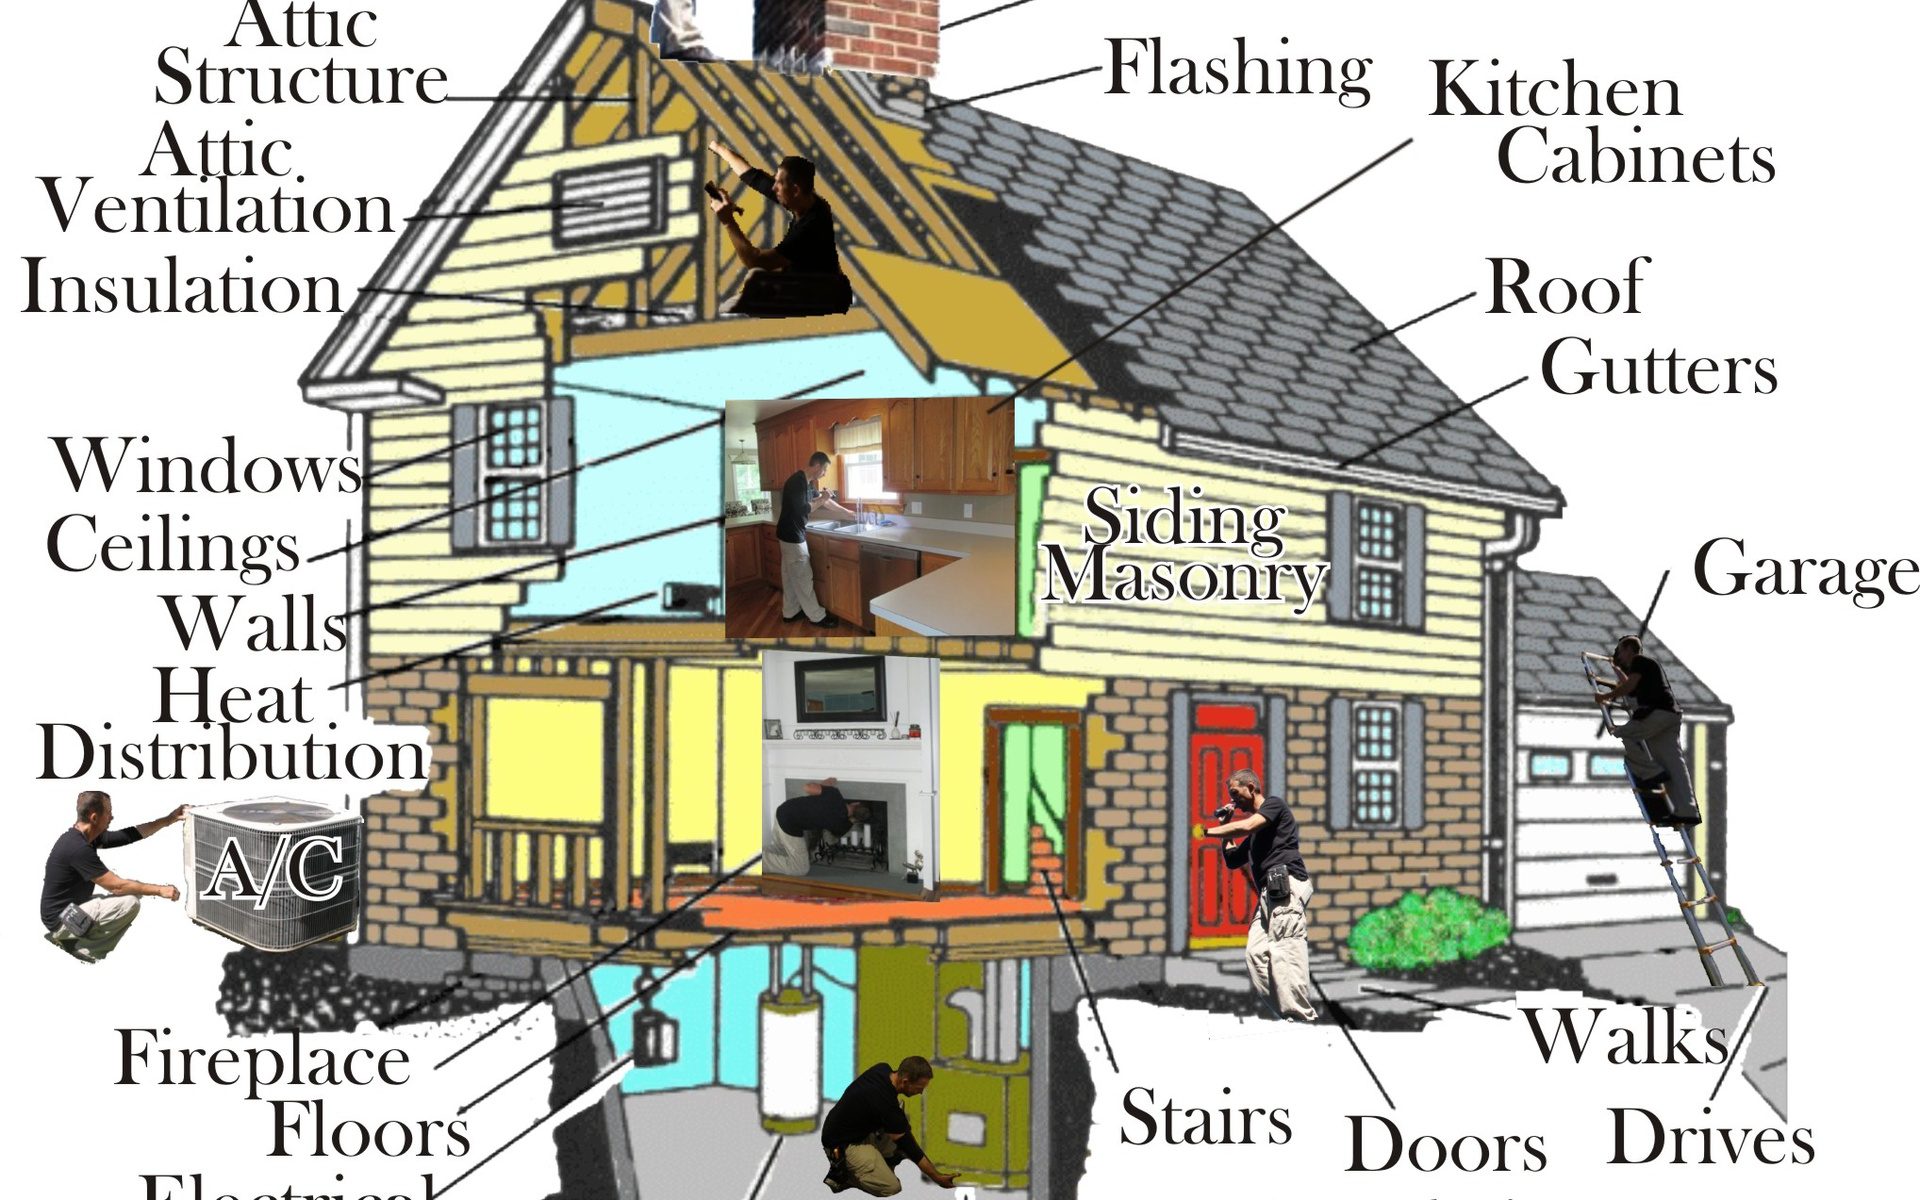 Attic
Structure
Attic
Ventilation
Insulation
Windows
Ceilings
Walls
Heat
Distribution
A/C
Fireplace
Floors
Electrical
Flashing
Kitchen
Cabinets
Roof
Gutters
Siding
Masonry
Garage
Walks
Stairs
Doors
Drives